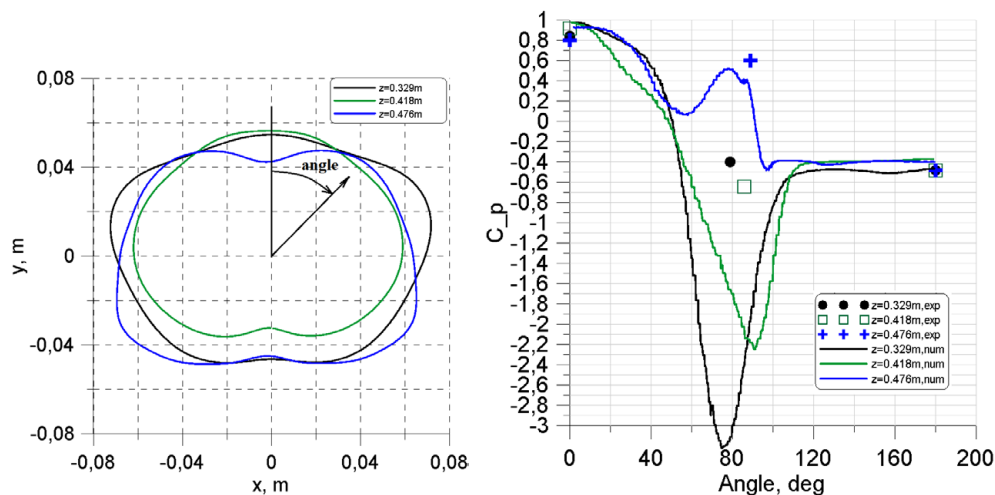 0,08
0,04
0
-0,04
-0,08
y, m
-0,08
-0,04
0
0,04
0,08
x, m
z=0.329m
z=0.418m
z=0.476m
angle
1
0,8
0,6
0,4
0,2
0
-0,2
-0,4
-0,6
-0,8
-1
-1,2
-1,4
-1,6
-1,8
-2
-2,2
-2,4
-2,6
-2,8
-3
C_p
0
40
80
120
160
200
Angle, deg
z=0.329m,exp
z=0.418m,exp
z=0.476m,exp
z=0.329m,num
z=0.418m,num
z=0.476m,num